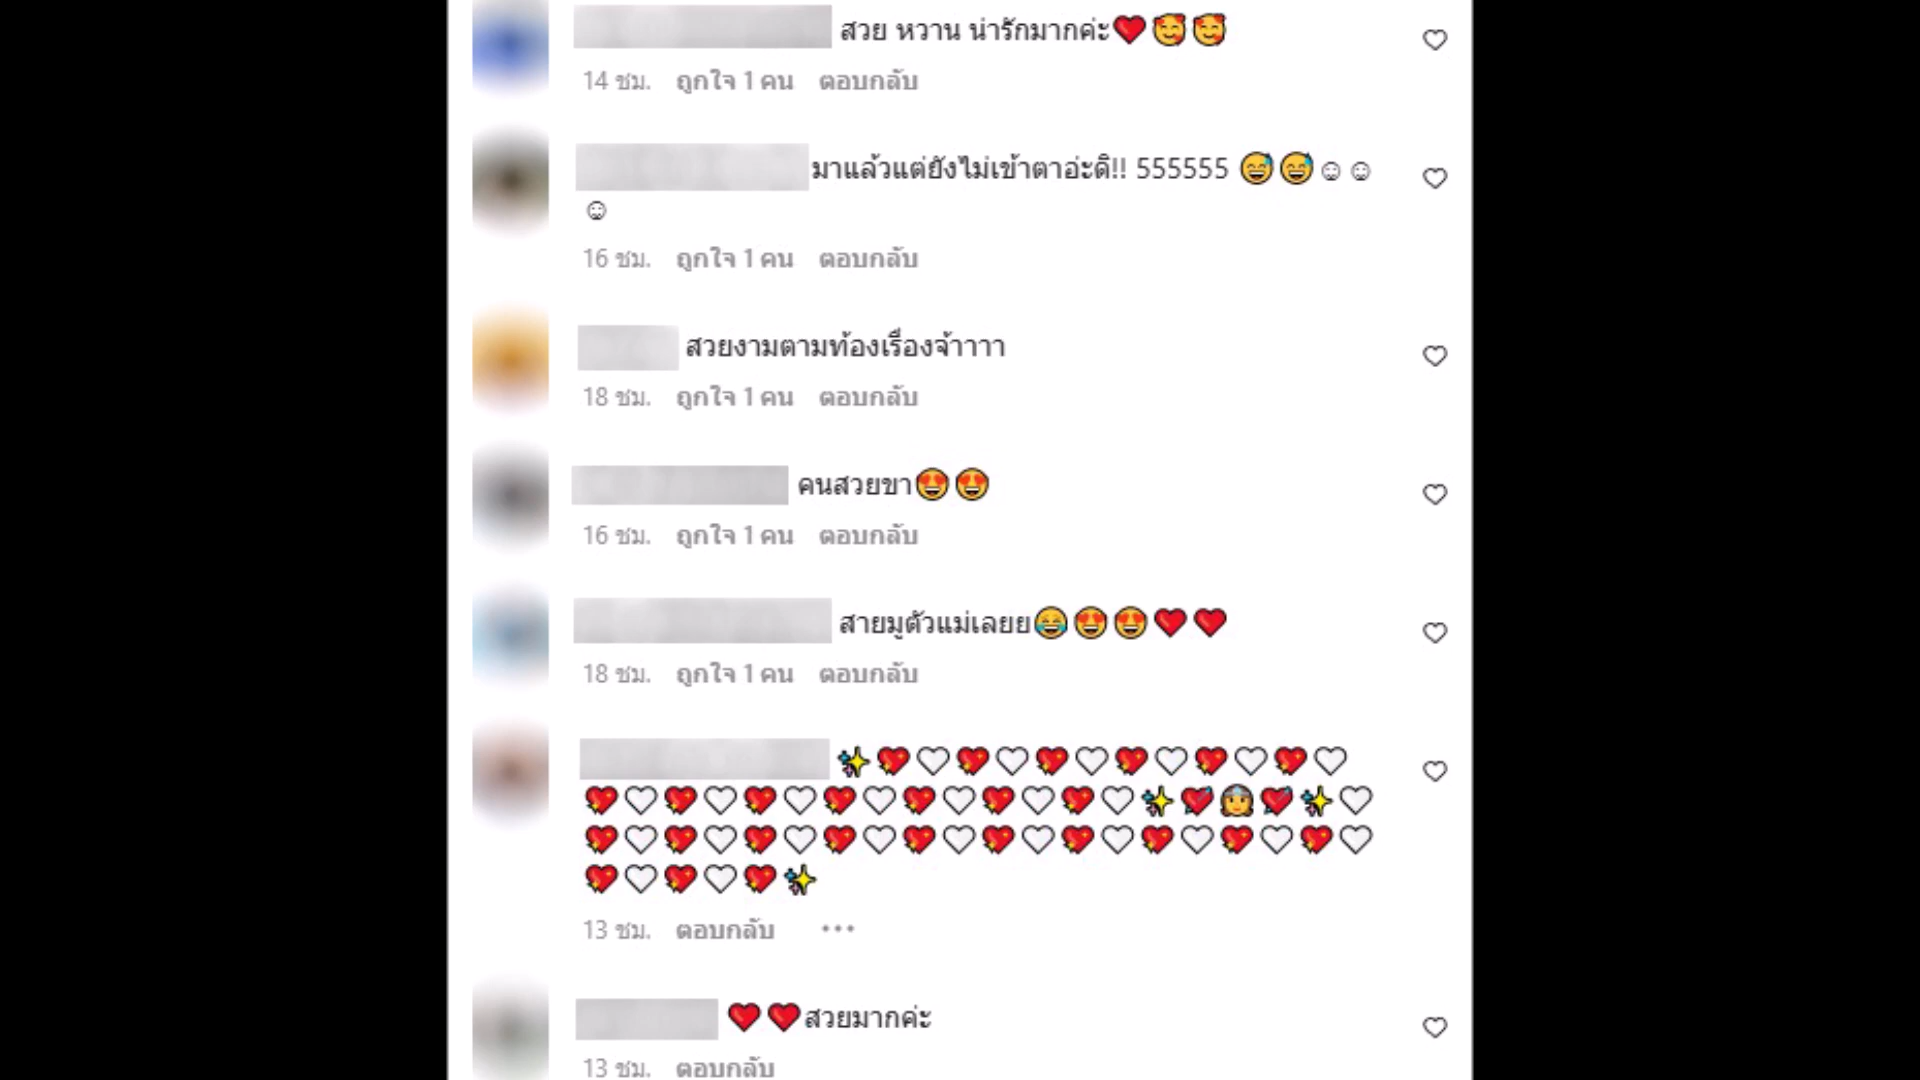 สวย หวาน น่ารักมากค่ะ❤️🥰🥰
14 ชม. ถูกใจ 1 คน ตอบกลับ
มาแล้วแต่ยังไม่เข้าตาอ่ะดิ!! 555555 😅😅☺☺
☺
16 ชม. ถูกใจ 1 คน ตอบกลับ
สวยงามตามท้องเรื่องจ้าาาา
18 ชม. ถูกใจ 1 คน ตอบกลับ
คนสวยขา😍😍
16 ชม. ถูกใจ 1 คน ตอบกลับ
สายมูตัวแม่เลยย😂😍😍❤️❤️
18 ชม. ถูกใจ 1 คน ตอบกลับ
✨💖🤍💖🤍💖🤍💖🤍💖🤍💖🤍
💖🤍💖🤍💖🤍💖🤍💖🤍💖🤍💖🤍✨💘👸💘✨🤍
💖🤍💖🤍💖🤍💖🤍💖🤍💖🤍💖🤍💖🤍💖🤍💖🤍
💖🤍💖🤍💖✨
13 ชม. ตอบกลับ •••
❤️❤️สวยมากค่ะ
13 ชม. ตอบกลับ